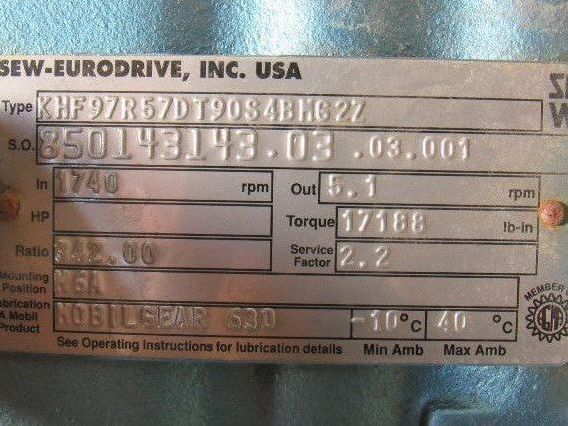 SEW-EURODRIVE, INC. USA
Type KHF97R57DT90S4BMG2Z
S.O. 850143143.03 .03.001
In 1740 rpm Out 5.1 rpm
HP Torque 17188 lb-in
Ratio 342.00 Service Factor 2.2
Mounting Position
Lubrication A Mobil Product MOBILGEAR 630 -10°C 40 °C
See Operating Instructions for lubrication details Min Amb Max Amb
MEMBER